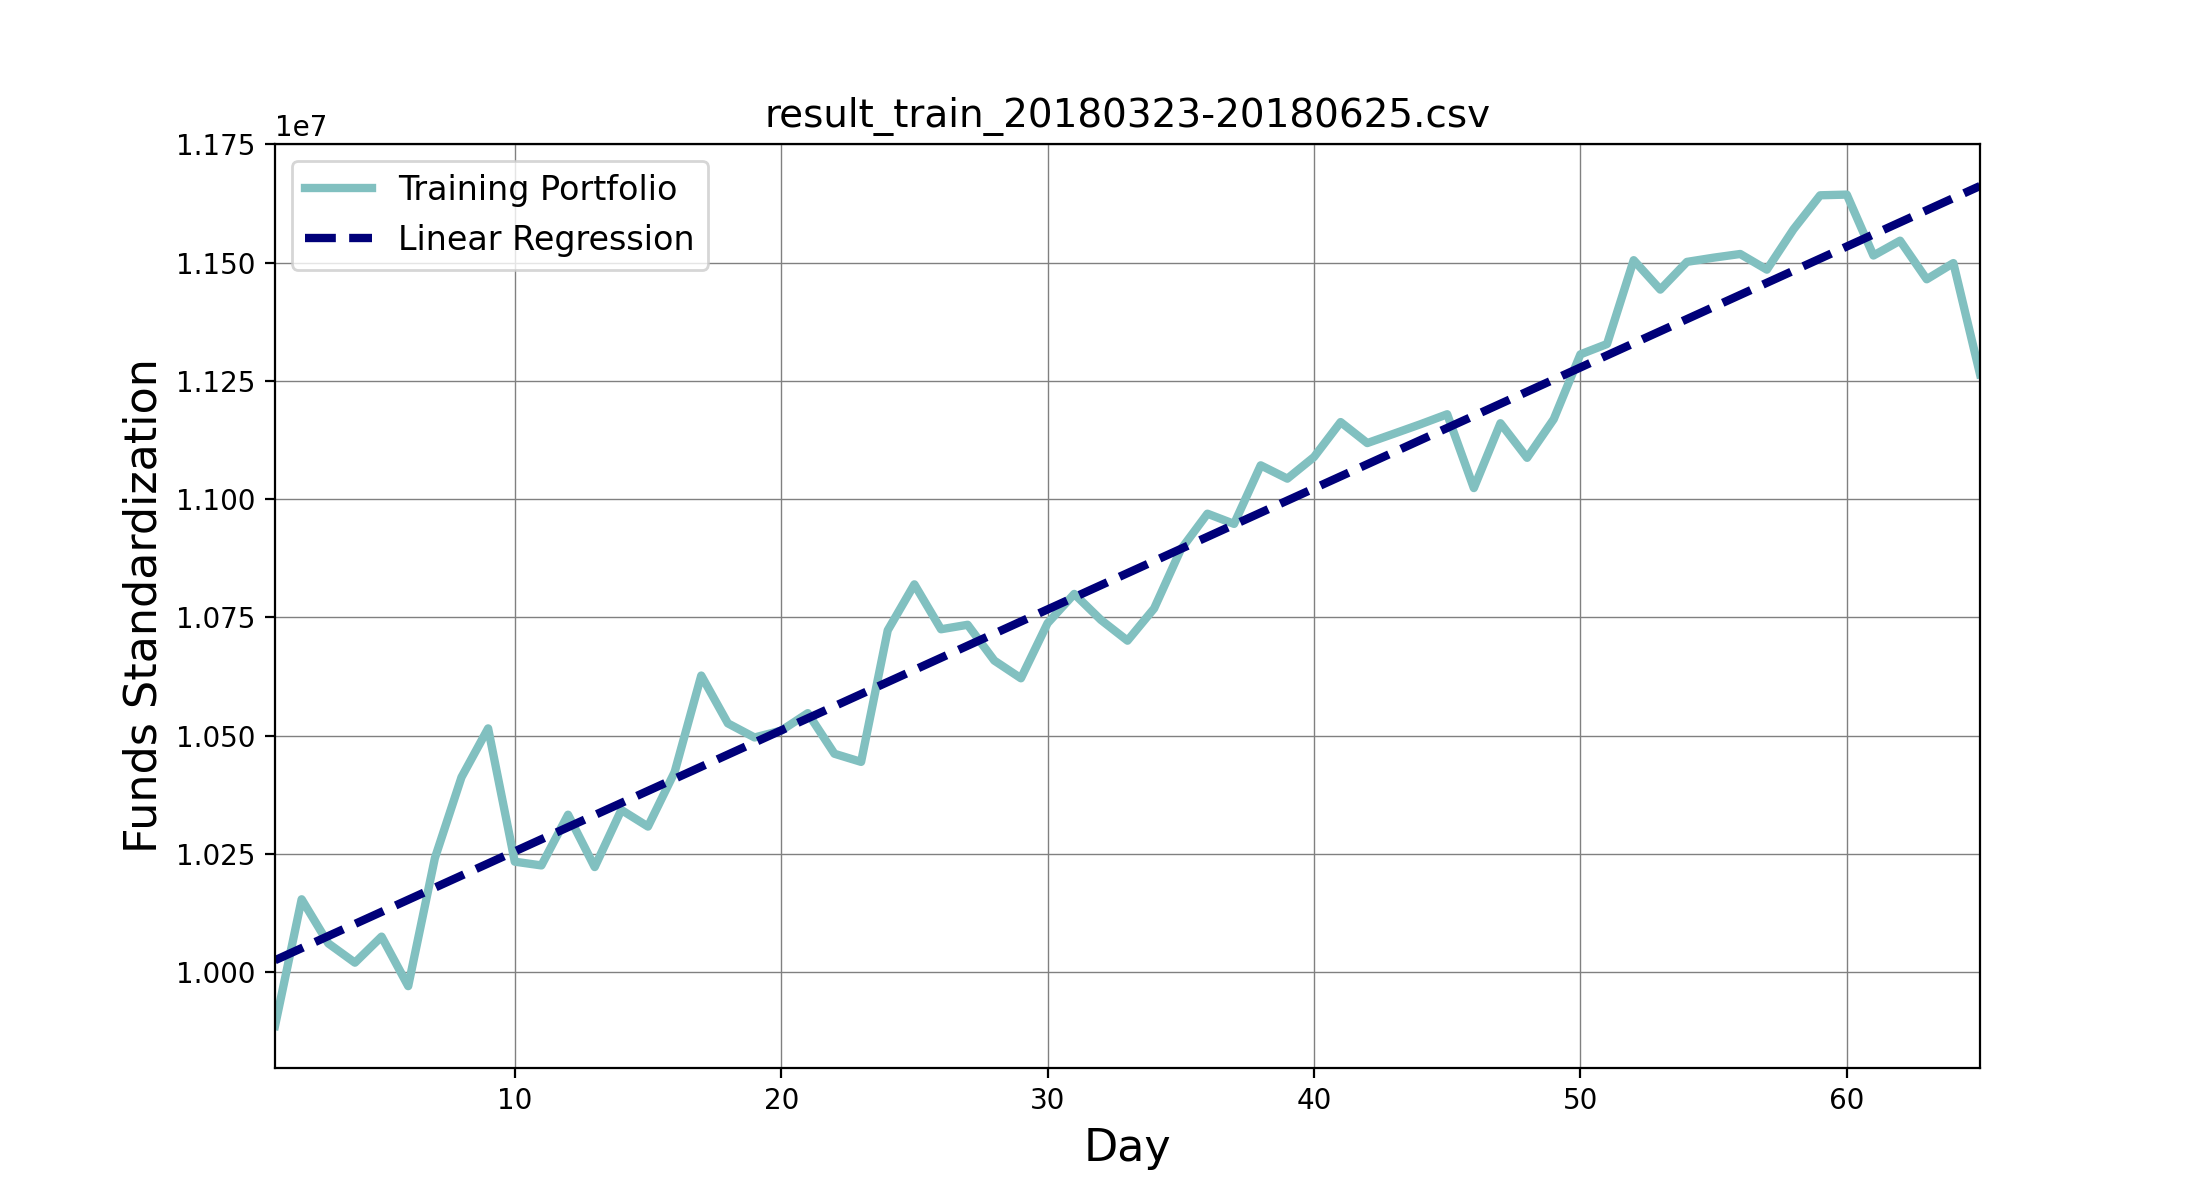 result_train_20180323-20180625.csv
1e7
1.175
1.150
1.125
1.100
1.075
1.050
1.025
1.000
Funds Standardization
Training Portfolio
Linear Regression
10 20 30 40 50 60
Day